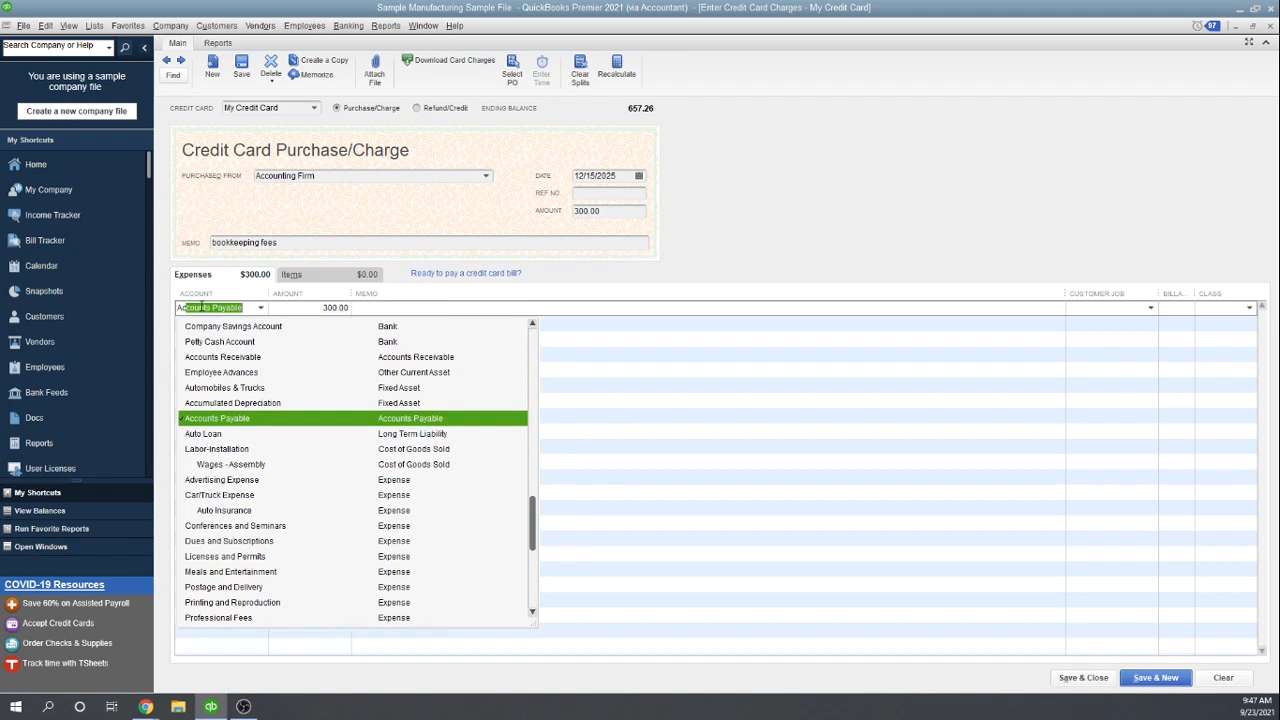 Sample Manufacturing Sample File - QuickBooks Premier 2021 (via Accountant) - [Enter Credit Card Charges - My Credit Card]
File Edit View Lists Favorites Company Customers Vendors Employees Banking Reports Window Help 97
Search Company or Help
You are using a sample
company file
Create a new company file
My Shortcuts
Home
My Company
Income Tracker
Bill Tracker
Calendar
Snapshots
Customers
Vendors
Employees
Bank Feeds
Docs
Reports
User Licenses
My Shortcuts
View Balances
Run Favorite Reports
Open Windows
COVID-19 Resources
Save 60% on Assisted Payroll
Accept Credit Cards
Order Checks & Supplies
Track time with TSheets
Main Reports
Find
New
Save
Delete
Create a Copy
Memorize
Attach
File
Download Card Charges
Select
PO
Enter
Time
Clear
Splits
Recalculate
CREDIT CARD My Credit Card Purchase/Charge Refund/Credit ENDING BALANCE 657.26
Credit Card Purchase/Charge
PURCHASED FROM Accounting Firm DATE 12/15/2025
REF NO.
AMOUNT 300.00
MEMO bookkeeping fees
Expenses $300.00 Items $0.00 Ready to pay a credit card bill?
ACCOUNT AMOUNT MEMO CUSTOMER:JOB BILLA... CLASS
Accounts Payable 300.00
Company Savings Account Bank
Petty Cash Account Bank
Accounts Receivable Accounts Receivable
Employee Advances Other Current Asset
Automobiles & Trucks Fixed Asset
Accumulated Depreciation Fixed Asset
Accounts Payable Accounts Payable
Auto Loan Long Term Liability
Labor-Installation Cost of Goods Sold
Wages - Assembly Cost of Goods Sold
Advertising Expense Expense
Car/Truck Expense Expense
Auto Insurance Expense
Conferences and Seminars Expense
Dues and Subscriptions Expense
Licenses and Permits Expense
Meals and Entertainment Expense
Postage and Delivery Expense
Printing and Reproduction Expense
Professional Fees Expense
Save & Close Save & New Clear
9:47 AM
9/23/2021